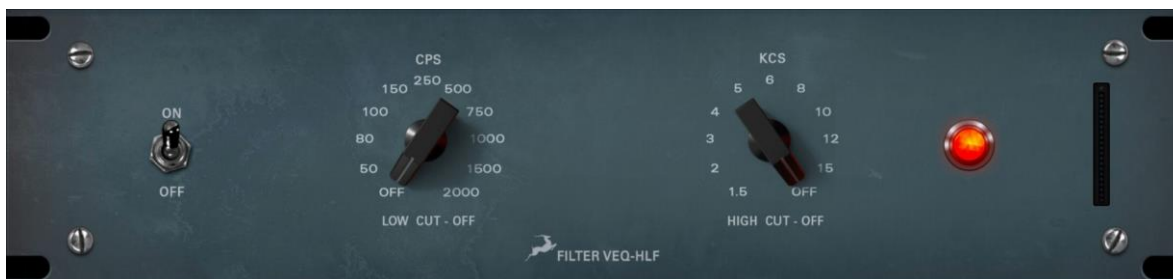 ON
OFF
CPS
OFF
50
80
100
150
250
500
750
1000
1500
2000
LOW CUT - OFF
KCS
1.5
2
3
4
5
6
8
10
12
15
OFF
HIGH CUT - OFF
FILTER VEQ-HLF